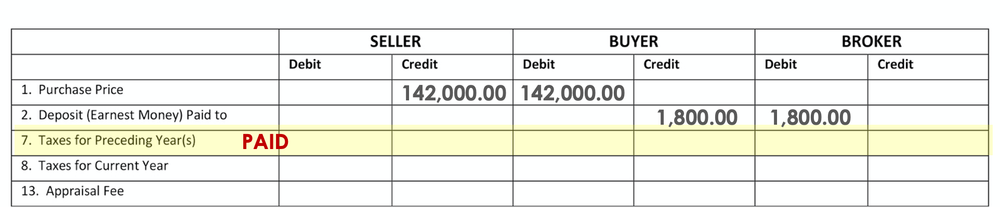 SELLER BUYER BROKER
Debit Credit Debit Credit Debit Credit
1. Purchase Price 142,000.00 142,000.00
2. Deposit (Earnest Money) Paid to 1,800.00 1,800.00
7. Taxes for Preceding Year(s) PAID
8. Taxes for Current Year
13. Appraisal Fee